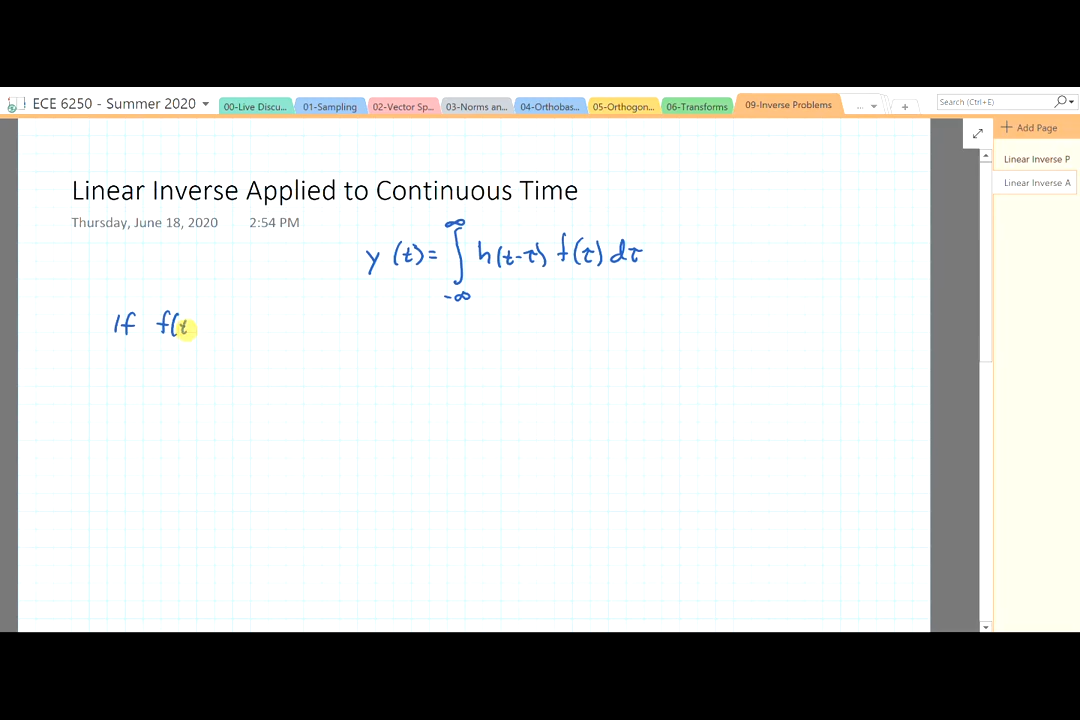 ECE 6250 - Summer 2020
00-Live Discu...
01-Sampling
02-Vector Sp...
03-Norms an...
04-Orthobas...
05-Orthogon...
06-Transforms
09-Inverse Problems
...
+
Search (Ctrl+E)
+ Add Page
Linear Inverse P
Linear Inverse A
Linear Inverse Applied to Continuous Time
Thursday, June 18, 2020 2:54 PM
y (t) = ∫_{-∞}^{∞} h(t-τ) f(τ) dτ
If f(t